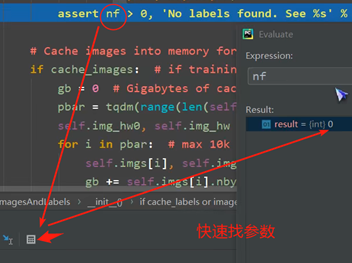 assert nf > 0, 'No labels found. See %s' %
# Cache images into memory for
if cache_images:  # if training
gb = 0  # Gigabytes of cac
pbar = tqdm(range(len(self
self.img_hw0, self.img_hw
for i in pbar:  # max 10k
self.imgs[i], self.img
gb += self.imgs[i].nby
Evaluate
Expression:
nf
Result:
result = {int} 0
快速找参数
magesAndLabels
__init__()
if cache_labels or image